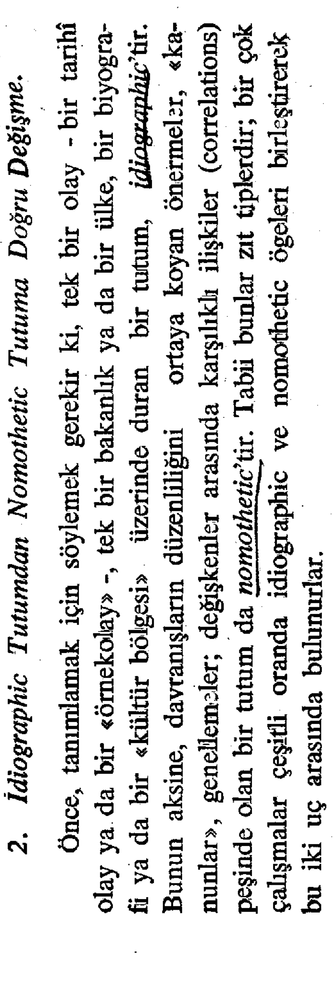 2. İdiographic Tutumdan Nomothetic Tutuma Doğru Değişme.
Önce, tanımlamak için söylemek gerekir ki, tek bir olay - bir tarihî
olay ya da bir «örnekolay» -, tek bir bakanlık ya da bir ülke, bir biyogra-
fii ya da bir «kültür bölgesi» üzerinde duran bir tutum, idiographic'tir.
Bunun aksine, davranışların düzenliliğini ortaya koyan önermeler, «ka-
nunlar», genellemeler; değişkenler arasında karşılıklı ilişkiler (correlations)
peşinde olan bir tutum da nomothetic'tir. Tabii bunlar zıt tiplerdir; bir çok
çalışmalar çeşitli oranda idiographic ve nomothetic ögeleri birleştirerek
bu iki uç arasında bulunurlar.